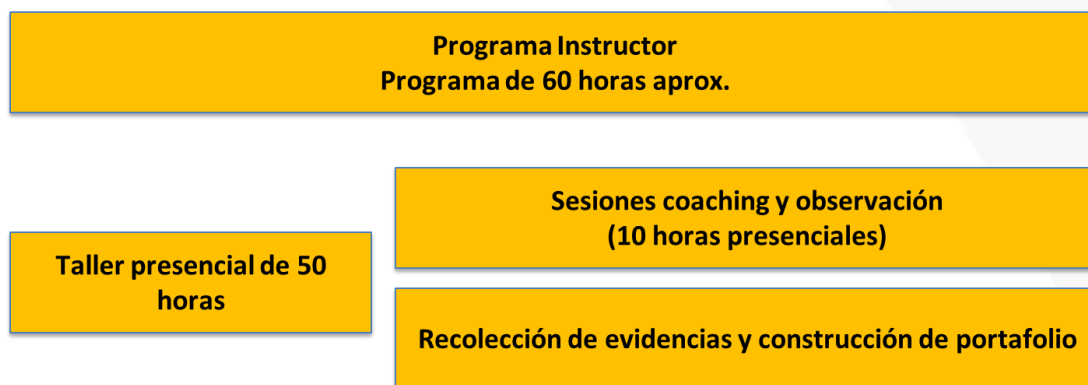 Programa Instructor
Programa de 60 horas aprox.
Sesiones coaching y observación
(10 horas presenciales)
Taller presencial de 50
horas
Recolección de evidencias y construcción de portafolio